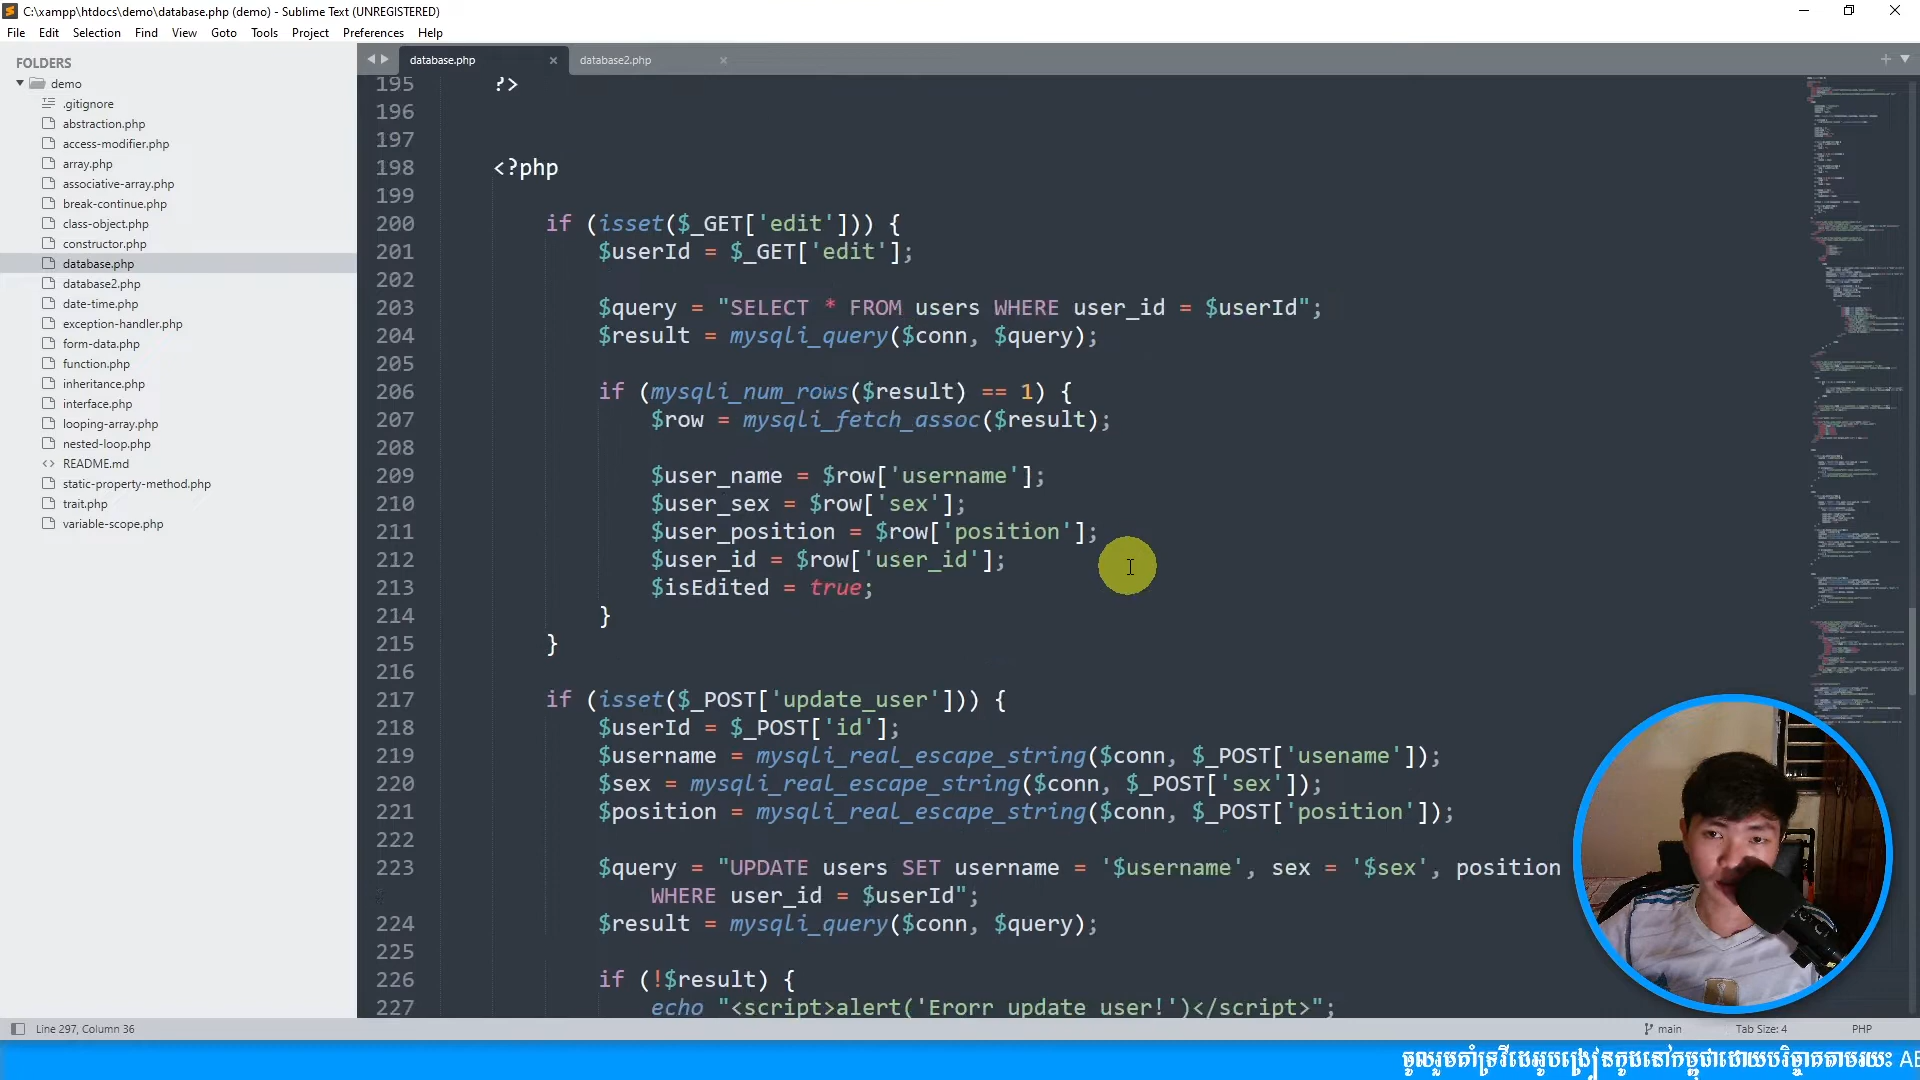 C:\xampp\htdocs\demo\database.php (demo) - Sublime Text (UNREGISTERED)
File Edit Selection Find View Goto Tools Project Preferences Help
FOLDERS
demo
.gitignore
abstraction.php
access-modifier.php
array.php
associative-array.php
break-continue.php
class-object.php
constructor.php
database.php
database2.php
date-time.php
exception-handler.php
form-data.php
function.php
inheritance.php
interface.php
looping-array.php
nested-loop.php
README.md
static-property-method.php
trait.php
variable-scope.php
database.php database2.php
195 ?>
196
197
198 <?php
199
200 if (isset($_GET['edit'])) {
201 $userId = $_GET['edit'];
202
203 $query = "SELECT * FROM users WHERE user_id = $userId";
204 $result = mysqli_query($conn, $query);
205
206 if (mysqli_num_rows($result) == 1) {
207 $row = mysqli_fetch_assoc($result);
208
209 $user_name = $row['username'];
210 $user_sex = $row['sex'];
211 $user_position = $row['position'];
212 $user_id = $row['user_id'];
213 $isEdited = true;
214 }
215 }
216
217 if (isset($_POST['update_user'])) {
218 $userId = $_POST['id'];
219 $username = mysqli_real_escape_string($conn, $_POST['usename']);
220 $sex = mysqli_real_escape_string($conn, $_POST['sex']);
221 $position = mysqli_real_escape_string($conn, $_POST['position']);
222
223 $query = "UPDATE users SET username = '$username', sex = '$sex', position
WHERE user_id = $userId";
224 $result = mysqli_query($conn, $query);
225
226 if (!$result) {
227 echo "<script>alert('Erorr update user!')</script>";
Line 297, Column 36
main Tab Size: 4 PHP
ចូលរួមគាំទ្រវីដេអូបង្រៀនកូដនៅកម្ពុជាដោយបរិច្ចាគតាមរយៈ